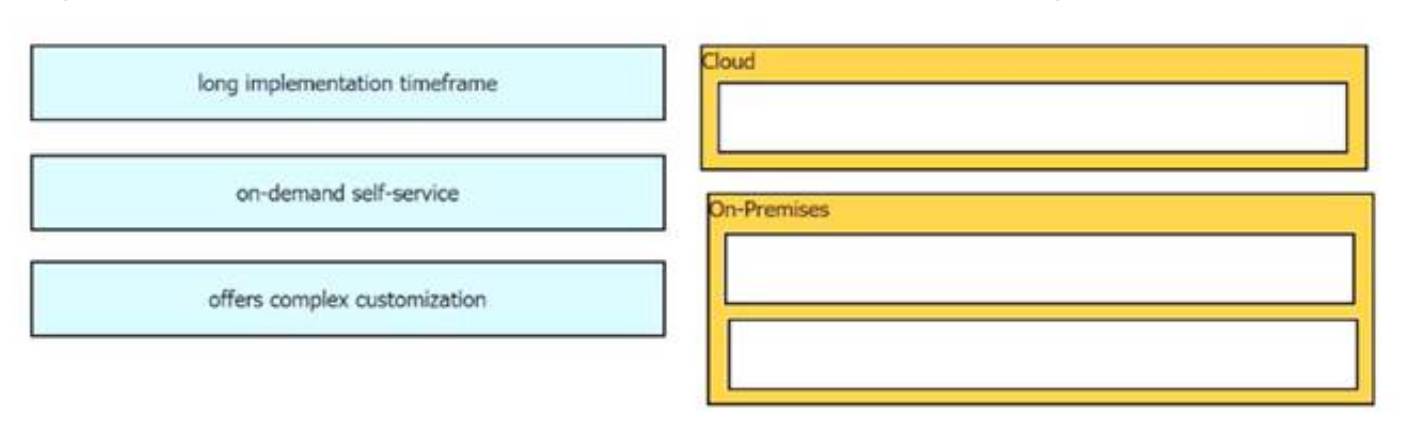 long implementation timeframe
on-demand self-service
offers complex customization
Cloud
On-Premises